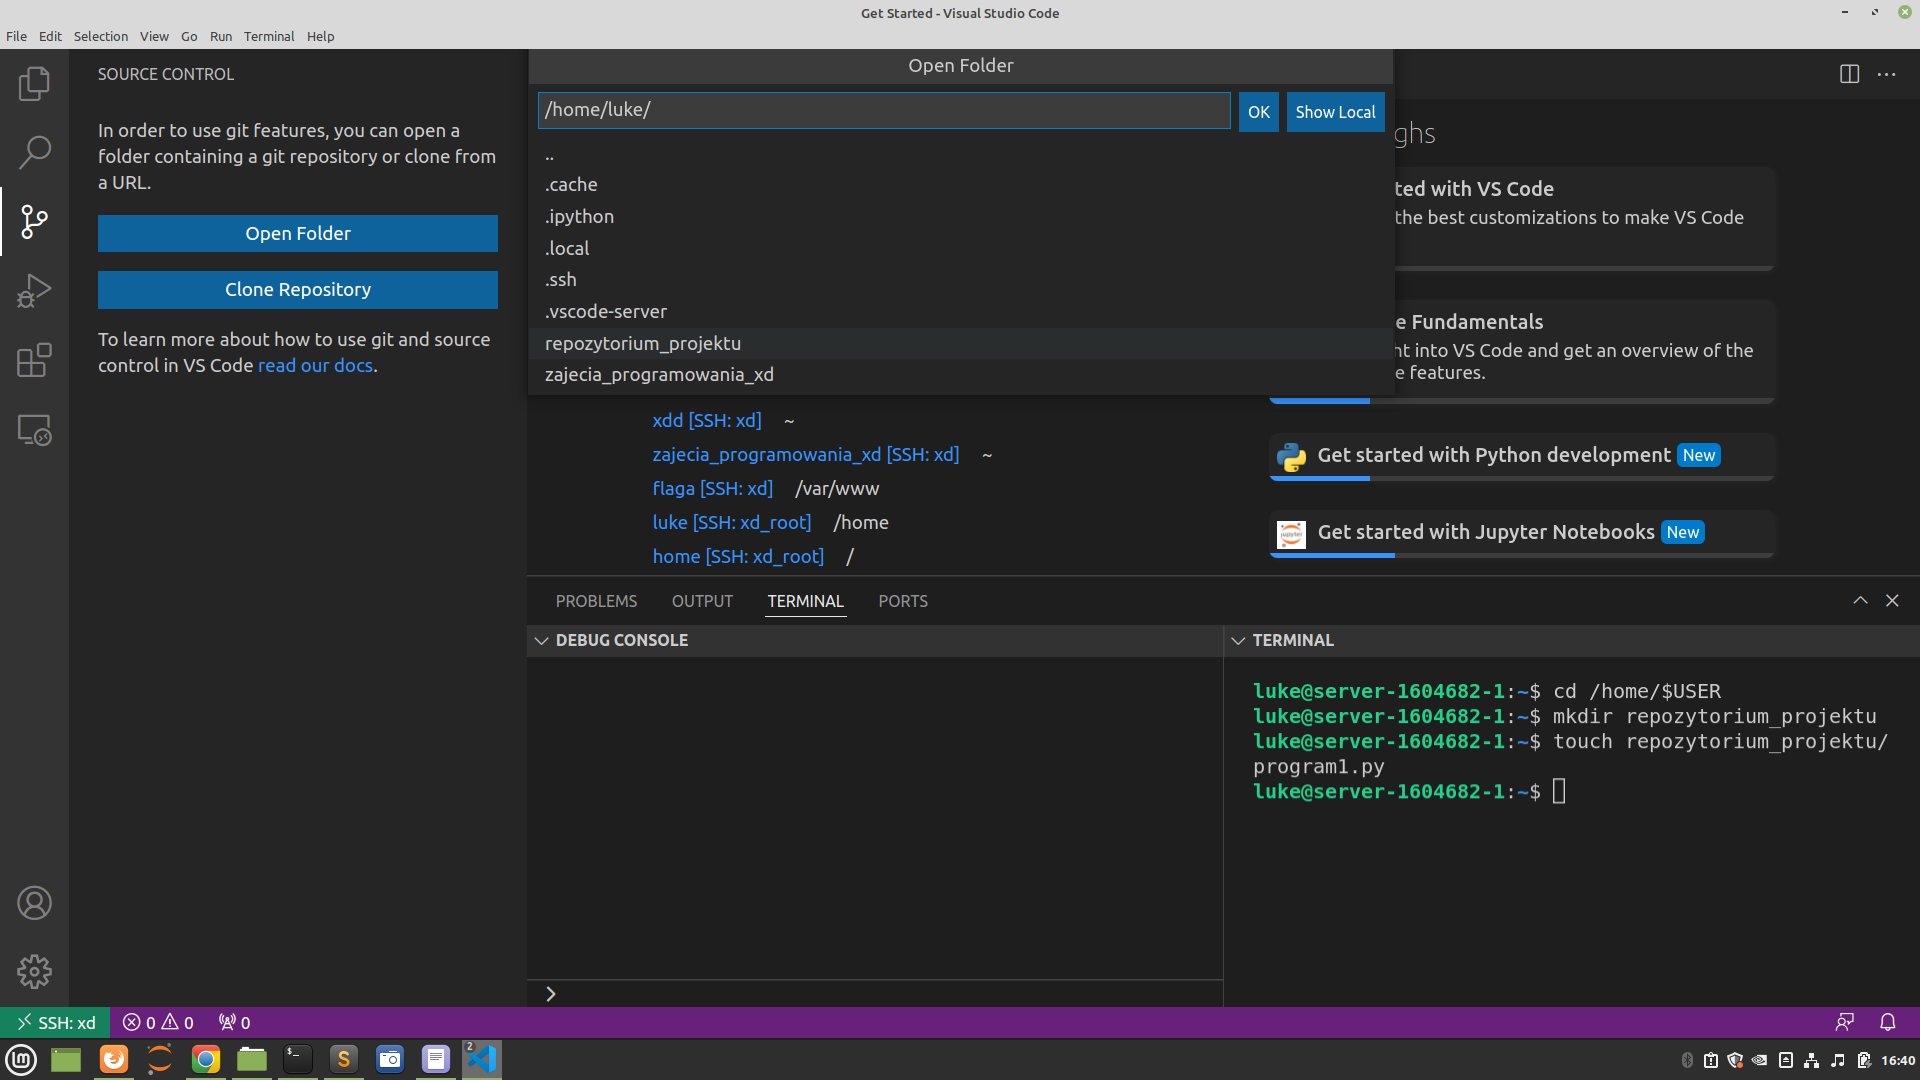 Get Started - Visual Studio Code
File Edit Selection View Go Run Terminal Help
SOURCE CONTROL
In order to use git features, you can open a
folder containing a git repository or clone from
a URL.
Open Folder
Clone Repository
To learn more about how to use git and source
control in VS Code read our docs.
Open Folder
/home/luke/
OK
Show Local
..
.cache
.ipython
.local
.ssh
.vscode-server
repozytorium_projektu
zajecia_programowania_xd
xdd [SSH: xd] ~
zajecia_programowania_xd [SSH: xd] ~
flaga [SSH: xd] /var/www
luke [SSH: xd_root] /home
home [SSH: xd_root] /
ghs
ted with VS Code
the best customizations to make VS Code
e Fundamentals
nt into VS Code and get an overview of the
e features.
Get started with Python development New
Get started with Jupyter Notebooks New
PROBLEMS OUTPUT TERMINAL PORTS
DEBUG CONSOLE
TERMINAL
luke@server-1604682-1:~$ cd /home/$USER
luke@server-1604682-1:~$ mkdir repozytorium_projektu
luke@server-1604682-1:~$ touch repozytorium_projektu/
program1.py
luke@server-1604682-1:~$
SSH: xd 0 0 0
2
16:40